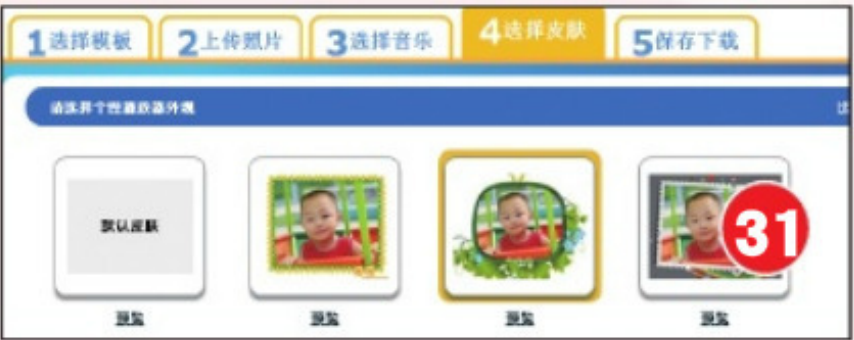 1选择模板 2上传照片 3选择音乐 4选择皮肤 5保存下载
请选择个性播放器外观
默认皮肤
31
预览 预览 预览 预览